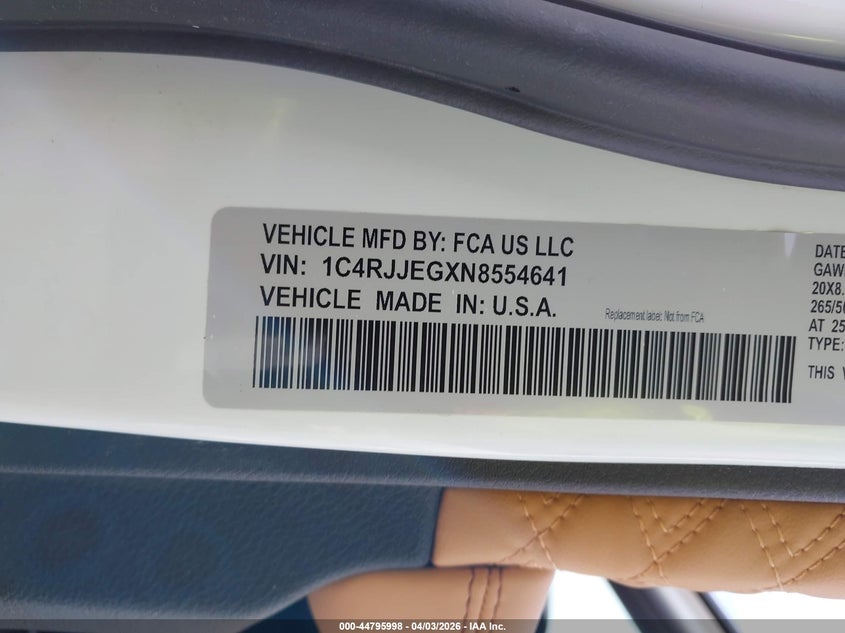 VEHICLE MFD BY: FCA US LLC
VIN: 1C4RJJEGXN8554641
VEHICLE MADE IN: U.S.A.
Replacement label; Not from FCA
DATE
GAW
20X8.
265/50
AT 25
TYPE:
THIS V
000-44795998 - 04/03/2026 - IAA Inc.